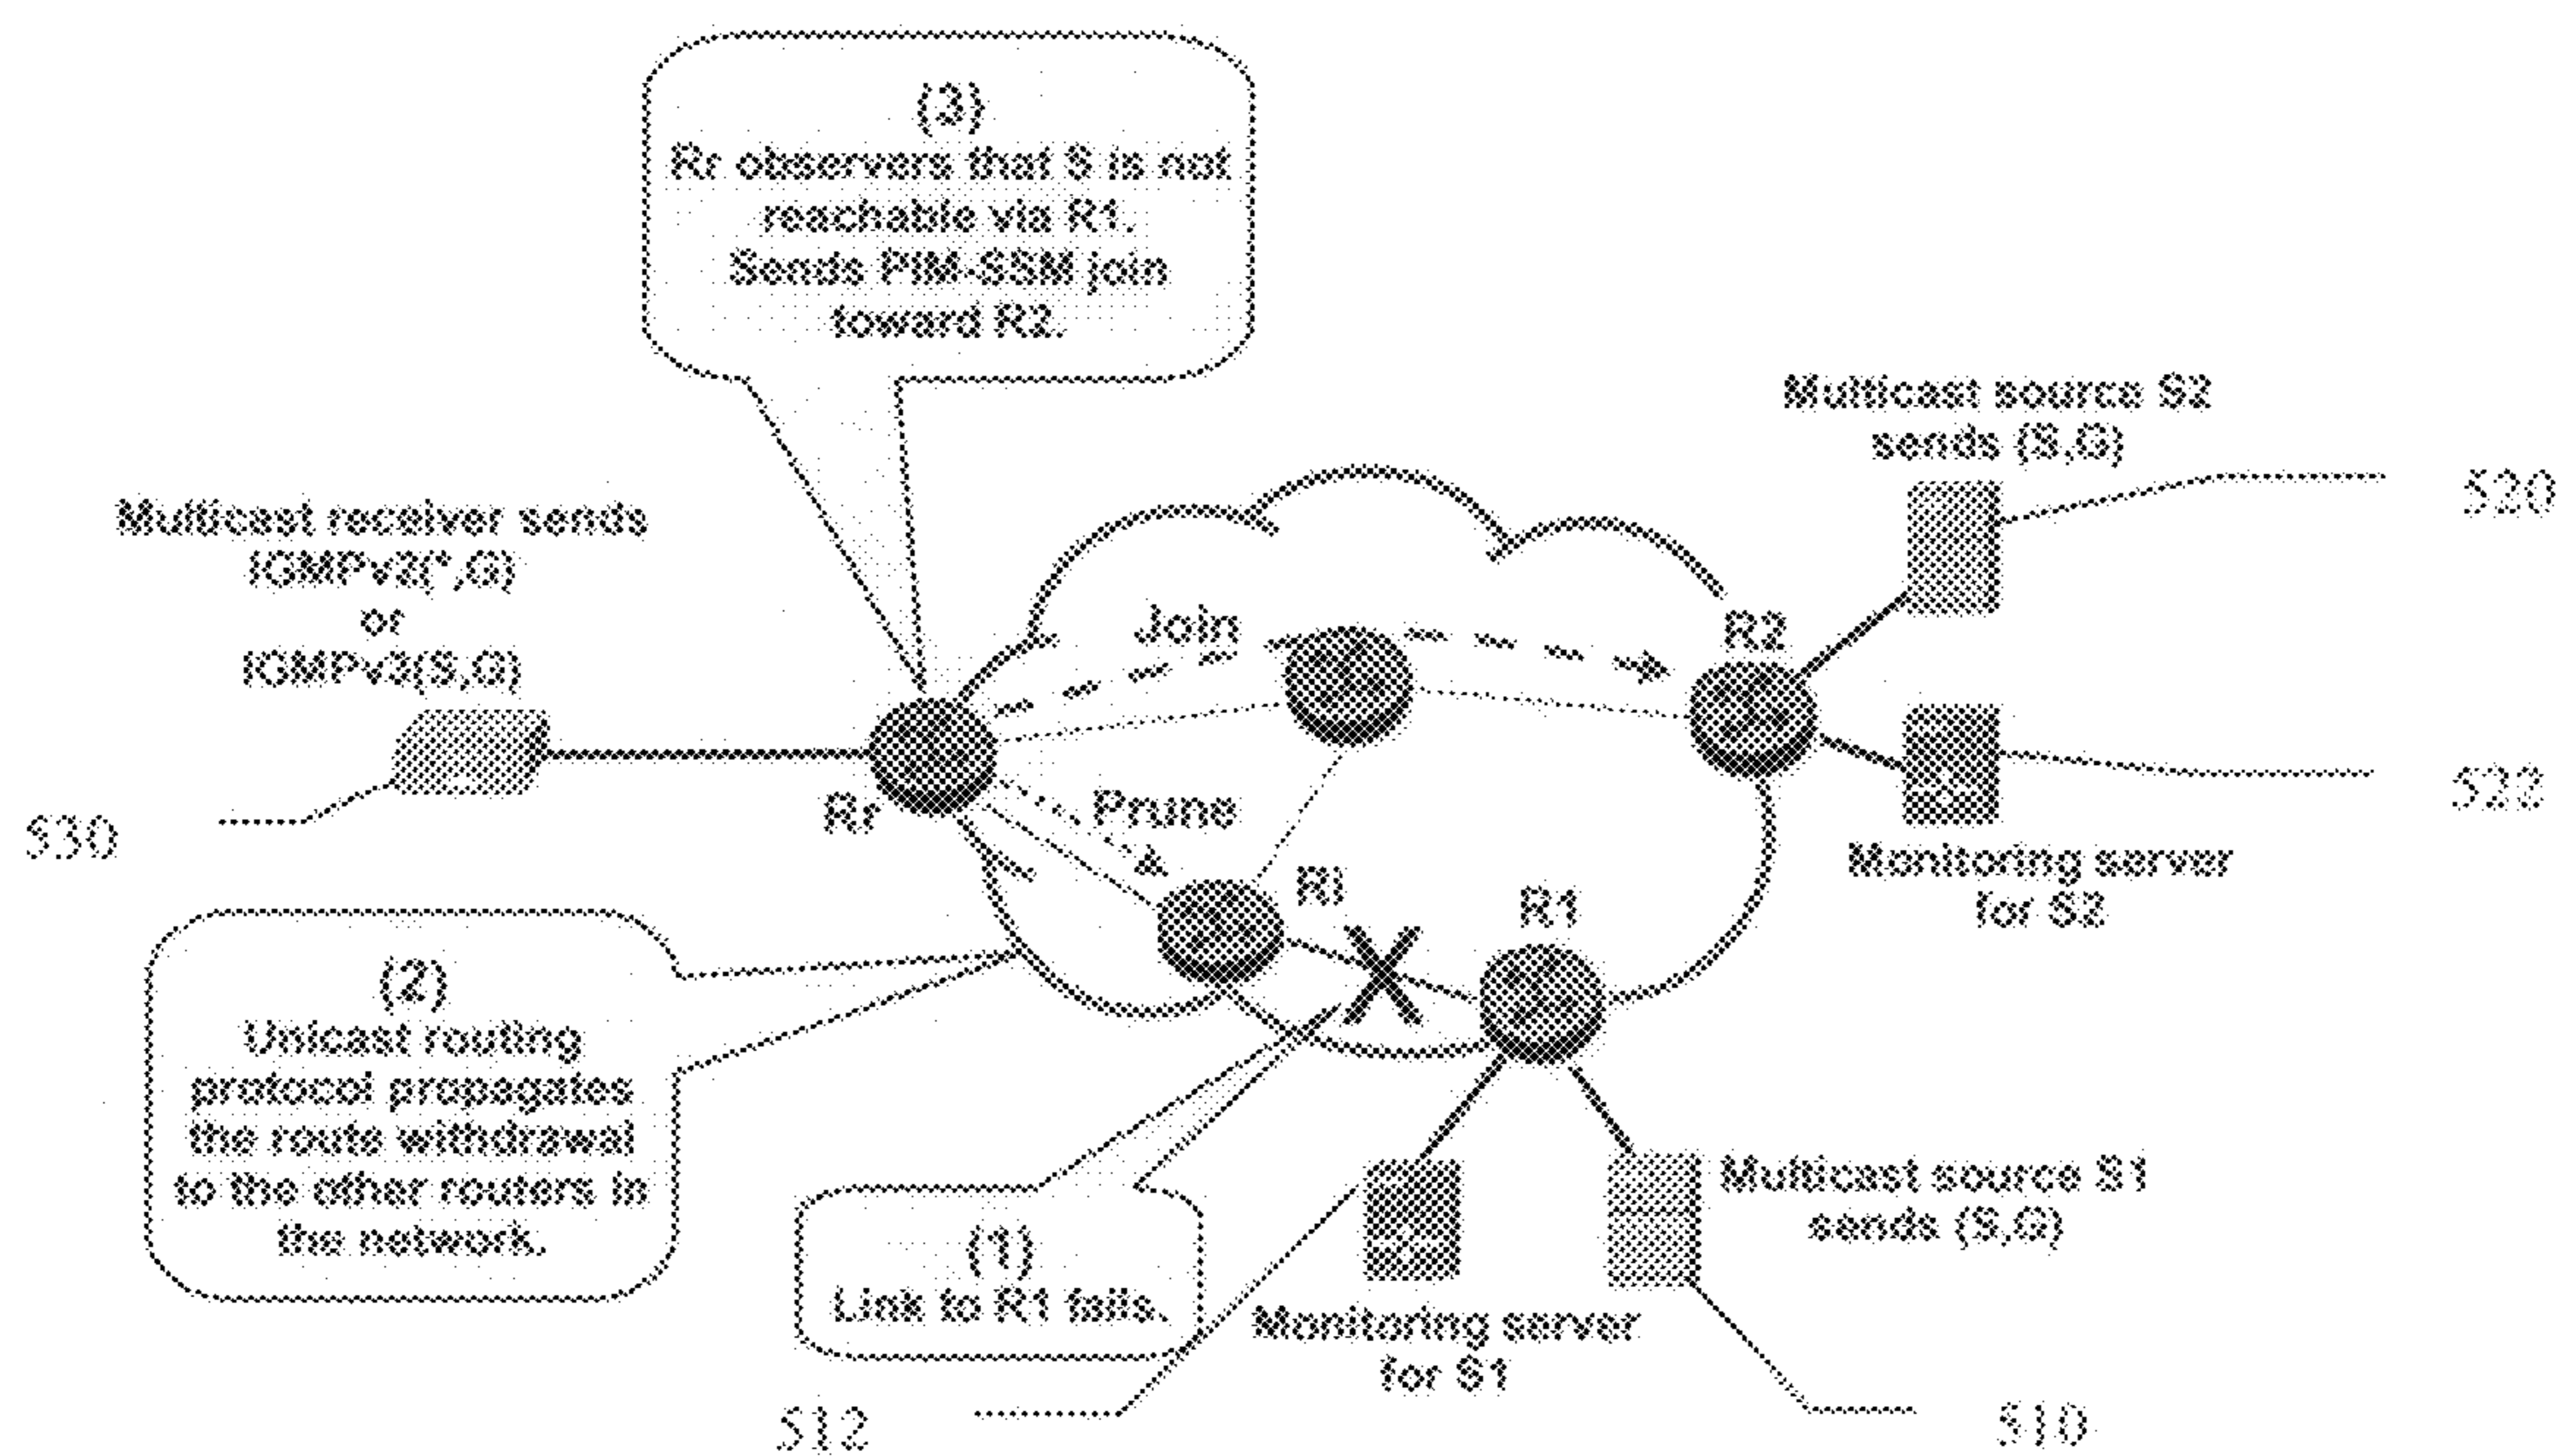 (3)
Rr observers that S is not
reachable via R1.
Sends PIM-SSM join
toward R2.
Multicast source S2
sends (S,G)
520
Multicast receiver sends
IGMPv2(*,G)
or
IGMPv3(S,G)
Join
R2
530
Rr
Prune
522
Monitoring server
for S2
Ri
R1
(2)
Unicast routing
protocol propagates
the route withdrawal
to the other routers in
the network.
(1)
Link to R1 fails.
Multicast source S1
sends (S,G)
Monitoring server
for S1
512
510